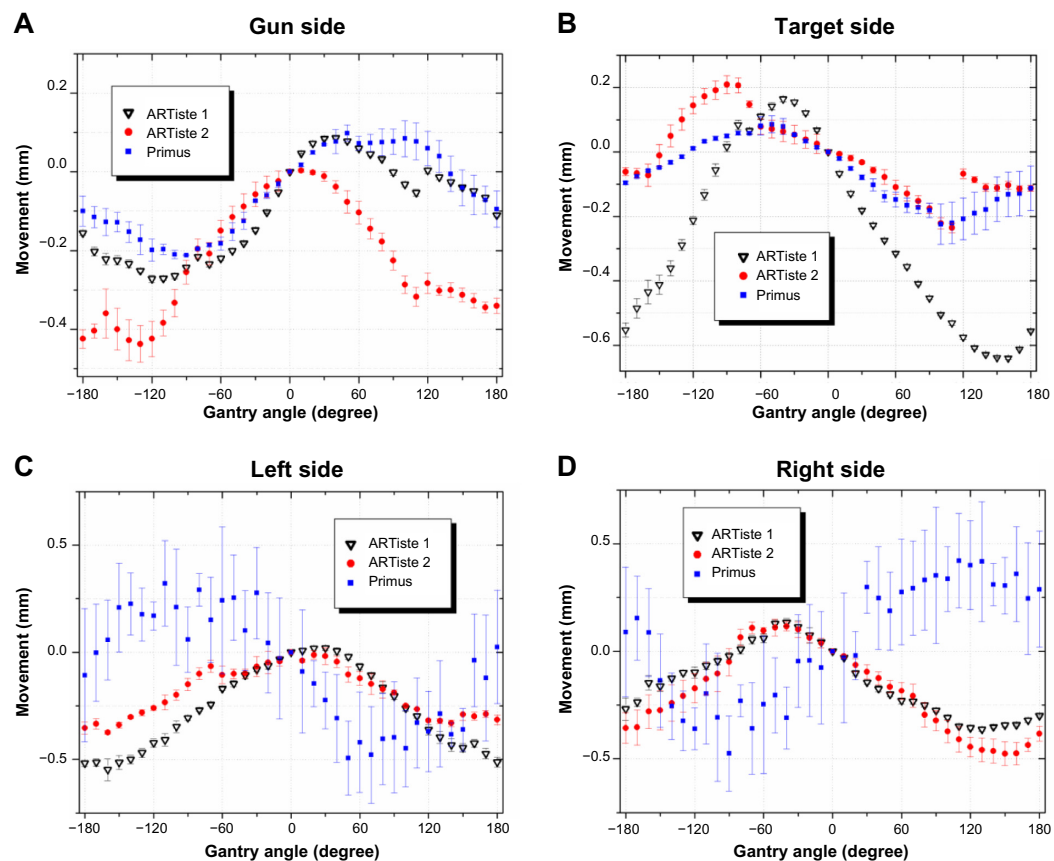 A
Gun side
0.2
0.0
−0.2
−0.4
Movement (mm)
ARTiste 1
ARTiste 2
Primus
−180
−120
−60
0
60
120
180
Gantry angle (degree)
B
Target side
0.2
0.0
−0.2
−0.4
−0.6
Movement (mm)
ARTiste 1
ARTiste 2
Primus
−180
−120
−60
0
60
120
180
Gantry angle (degree)
C
Left side
0.5
0.0
−0.5
Movement (mm)
ARTiste 1
ARTiste 2
Primus
−180
−120
−60
0
60
120
180
Gantry angle (degree)
D
Right side
0.5
0.0
−0.5
Movement (mm)
ARTiste 1
ARTiste 2
Primus
−180
−120
−60
0
60
120
180
Gantry angle (degree)